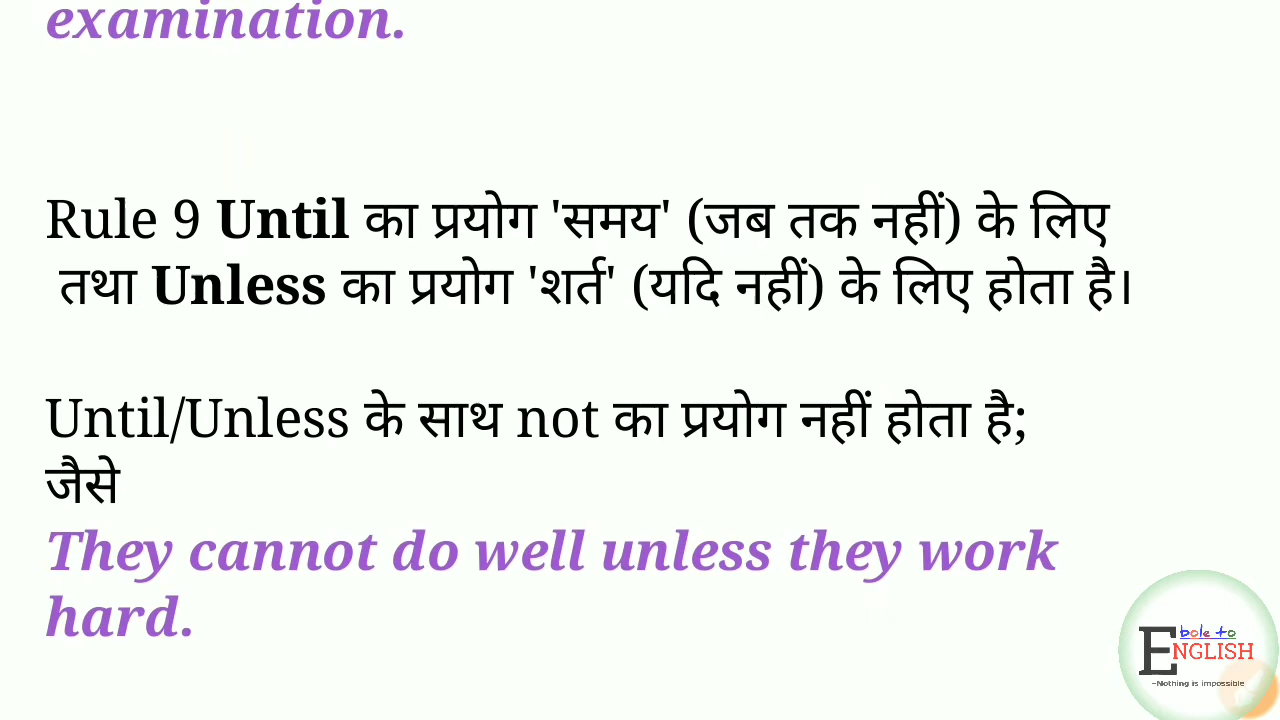 examination.
Rule 9 Until का प्रयोग 'समय' (जब तक नहीं) के लिए
तथा Unless का प्रयोग 'शर्त' (यदि नहीं) के लिए होता है।
Until/Unless के साथ not का प्रयोग नहीं होता है;
जैसे
They cannot do well unless they work
hard.
E bole to
NGLISH
~Nothing is impossible